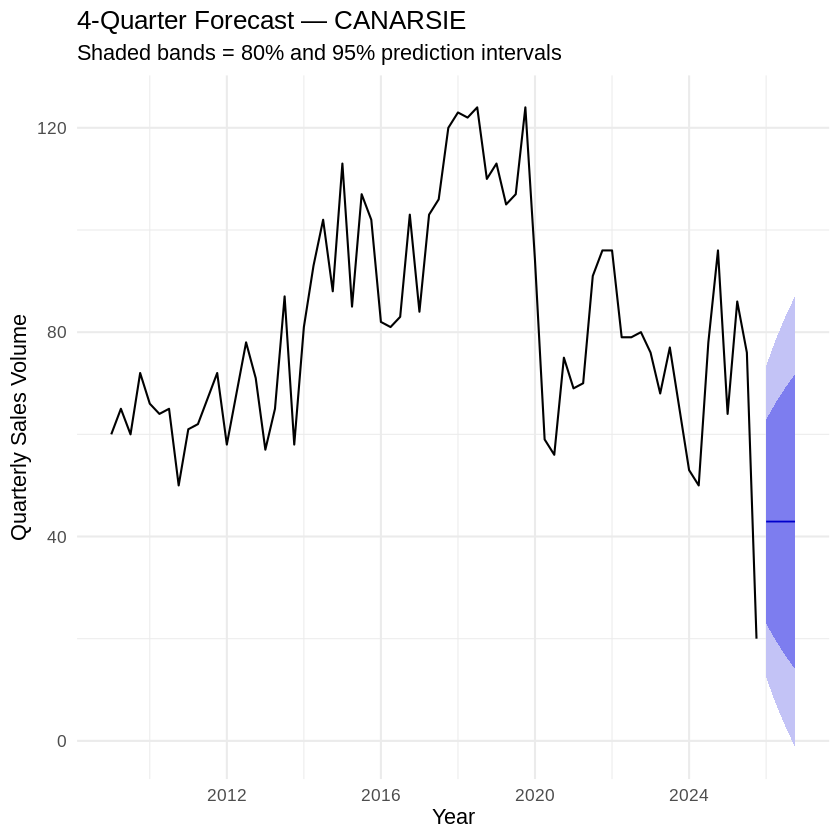 4-Quarter Forecast — CANARSIE
Shaded bands = 80% and 95% prediction intervals
Quarterly Sales Volume
120
80
40
0
2012
2016
2020
2024
Year